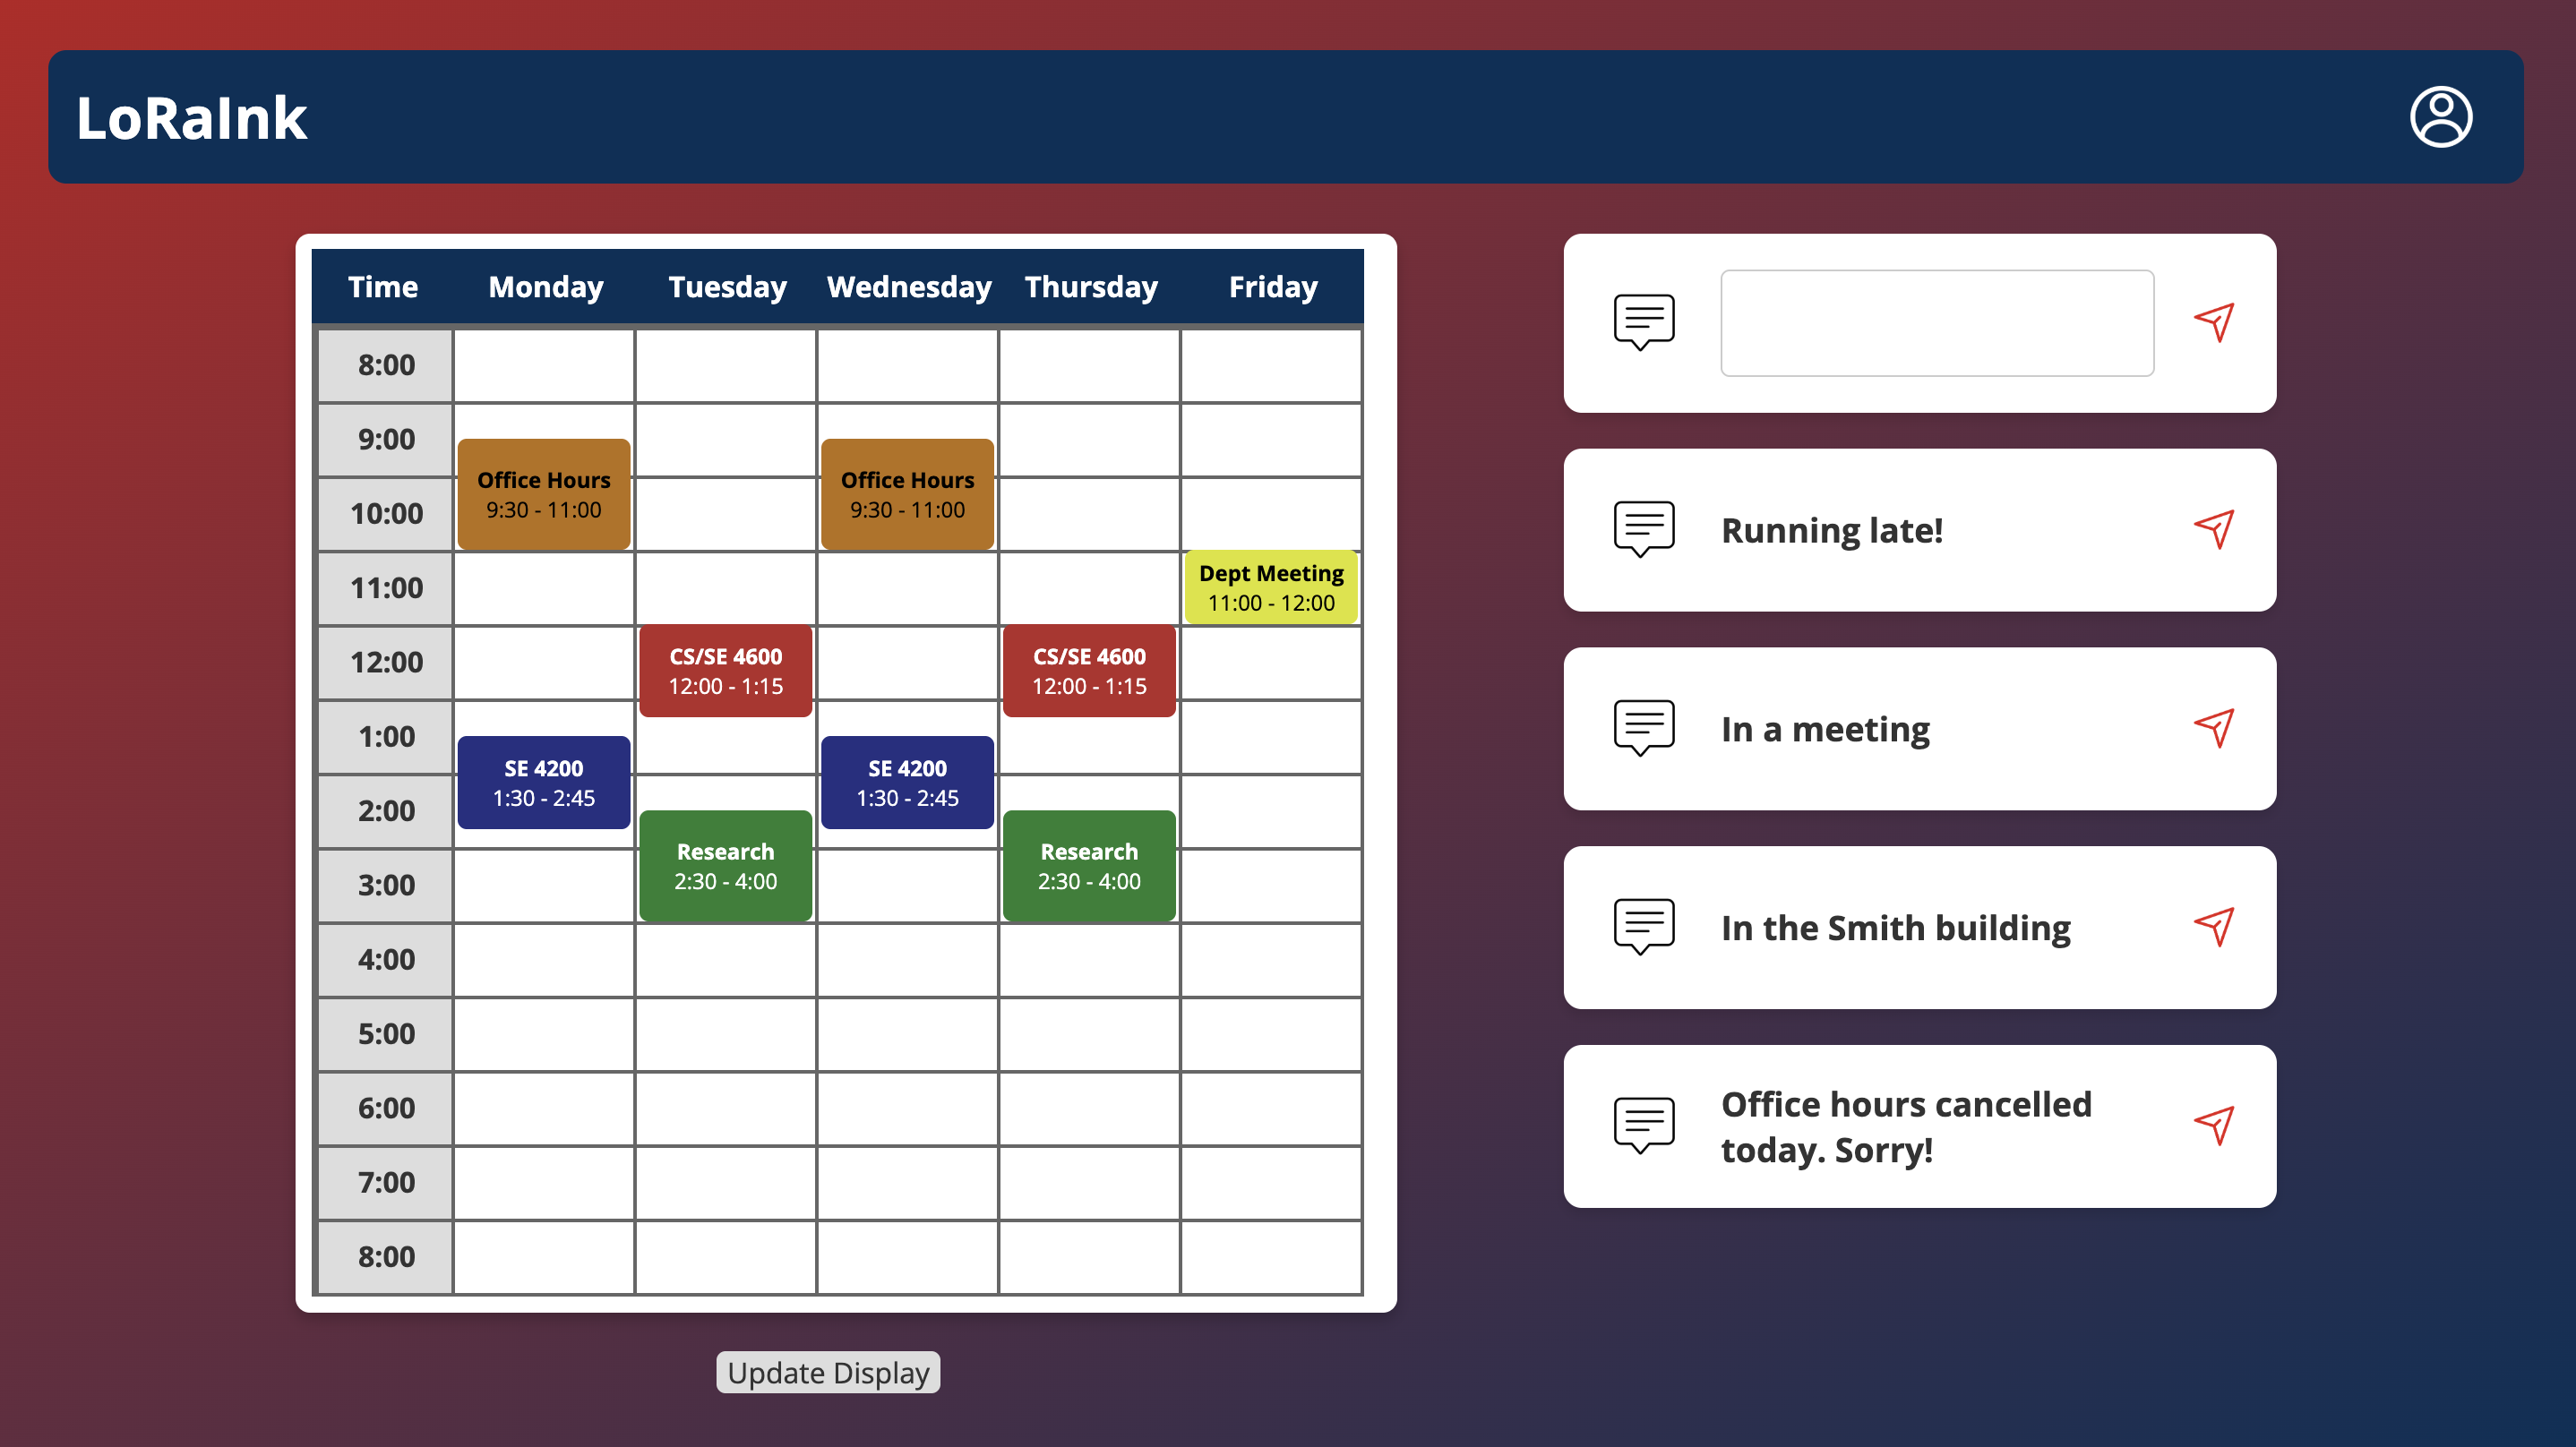 LoRaInk
Time Monday Tuesday Wednesday Thursday Friday
8:00
9:00
Office Hours
9:30 - 11:00
Office Hours
9:30 - 11:00
10:00
11:00
Dept Meeting
11:00 - 12:00
12:00
CS/SE 4600
12:00 - 1:15
CS/SE 4600
12:00 - 1:15
1:00
SE 4200
1:30 - 2:45
SE 4200
1:30 - 2:45
2:00
Research
2:30 - 4:00
Research
2:30 - 4:00
3:00
4:00
5:00
6:00
7:00
8:00
Update Display
Running late!
In a meeting
In the Smith building
Office hours cancelled
today. Sorry!